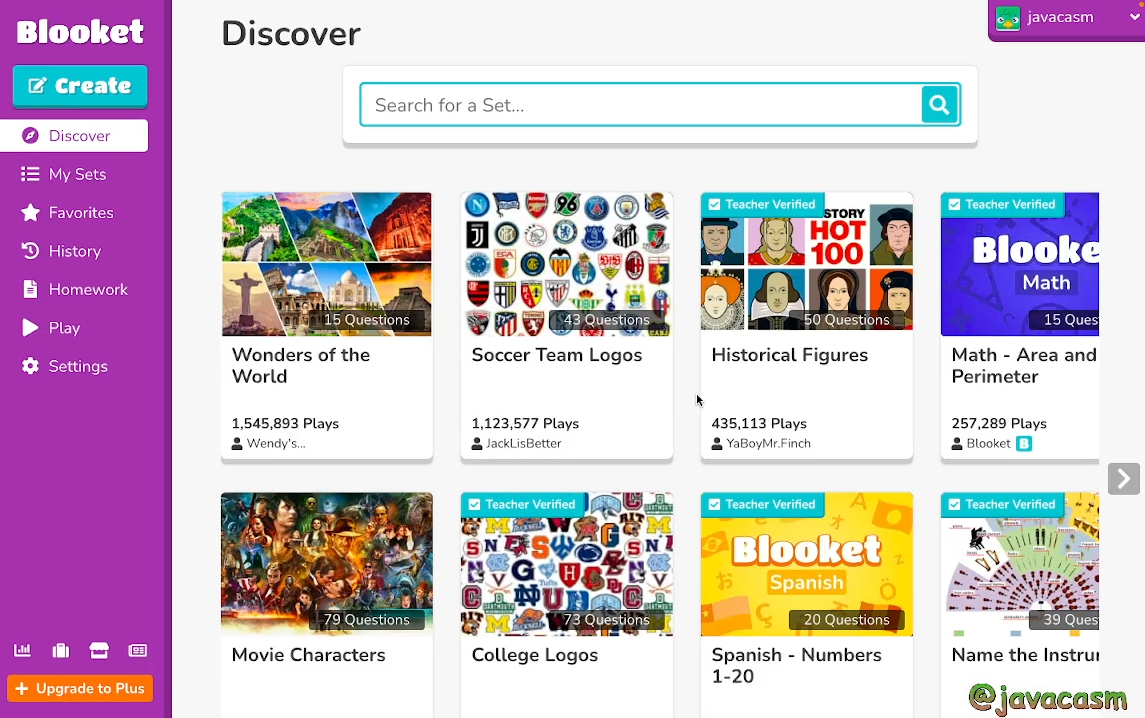 Blooket
Create
Discover
My Sets
Favorites
History
Homework
Play
Settings
Upgrade to Plus
Discover
javacasm
Search for a Set...
15 Questions
Wonders of the
World
1,545,893 Plays
Wendy's...
43 Questions
Soccer Team Logos
1,123,577 Plays
JackLisBetter
Teacher Verified
STORY
HOT
100
50 Questions
Historical Figures
435,113 Plays
YaBoyMr.Finch
Teacher Verified
Blooke
Math
15 Ques
Math - Area and
Perimeter
257,289 Plays
Blooket B
79 Questions
Movie Characters
Teacher Verified
73 Questions
College Logos
Teacher Verified
Blooket
Spanish
20 Questions
Spanish - Numbers
1-20
Teacher Verified
39 Ques
Name the Instru
@javacasm